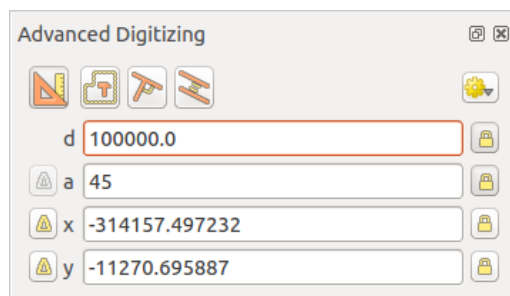 Advanced Digitizing
d 100000.0
a 45
x -314157.497232
y -11270.695887